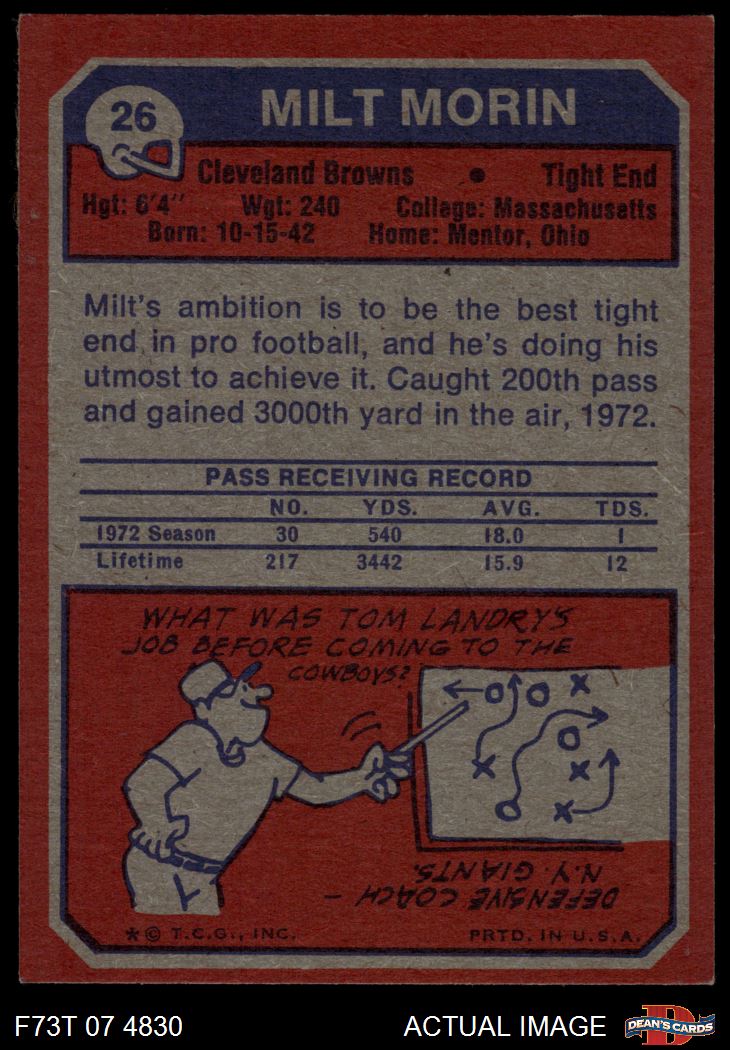 26
MILT MORIN
Cleveland Browns • Tight End
Hgt: 6'4" Wgt: 240 College: Massachusetts
Born: 10-15-42 Home: Mentor, Ohio
Milt's ambition is to be the best tight
end in pro football, and he's doing his
utmost to achieve it. Caught 200th pass
and gained 3000th yard in the air, 1972.
PASS RECEIVING RECORD
NO. YDS. AVG. TDS.
1972 Season 30 540 18.0 1
Lifetime 217 3442 15.9 12
WHAT WAS TOM LANDRY'S
JOB BEFORE COMING TO THE
COWBOYS?
DEFENSIVE COACH –
N.Y. GIANTS.
* © T.C.G., INC. PRTD. IN U.S.A.
F73T 07 4830 ACTUAL IMAGE D DEAN'S CARDS